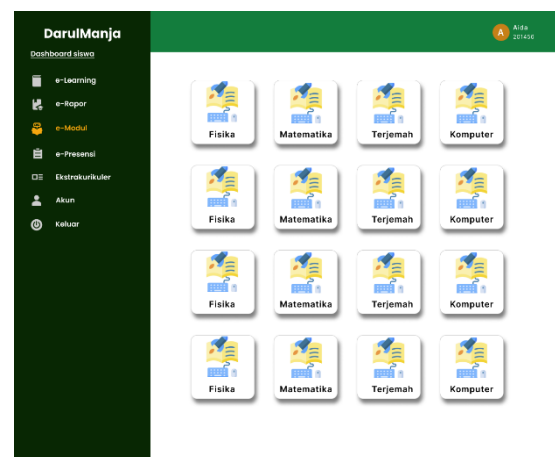 DarulManja
Dashboard siswa
e-Learning
e-Rapor
e-Modul
e-Presensi
Ekstrakurikuler
Akun
Keluar
A
Alda
201456
Fisika
Matematika
Terjemah
Komputer
Fisika
Matematika
Terjemah
Komputer
Fisika
Matematika
Terjemah
Komputer
Fisika
Matematika
Terjemah
Komputer